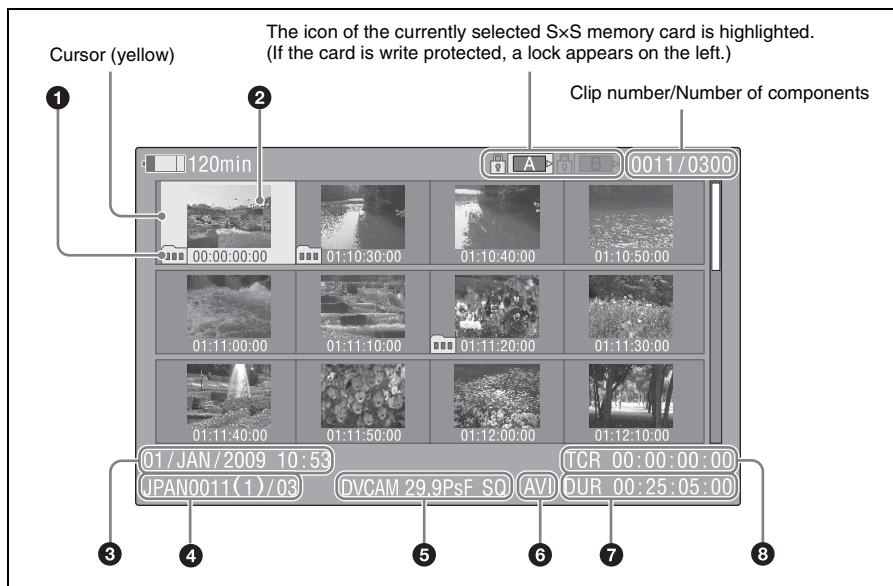 The icon of the currently selected S×S memory card is highlighted.
(If the card is write protected, a lock appears on the left.)
Cursor (yellow)
Clip number/Number of components
1
2
120min
A
B
0011/0300
00:00:00:00
01:10:30:00
01:10:40:00
01:10:50:00
01:11:00:00
01:11:10:00
01:11:20:00
01:11:30:00
01:11:40:00
01:11:50:00
01:12:00:00
01:12:10:00
01/JAN/2009 10:53
TCR 00:00:00:00
JPAN0011(1)/03
DVCAM 29.9PsF SQ
AVI
DUR 00:25:05:00
3
4
5
6
7
8